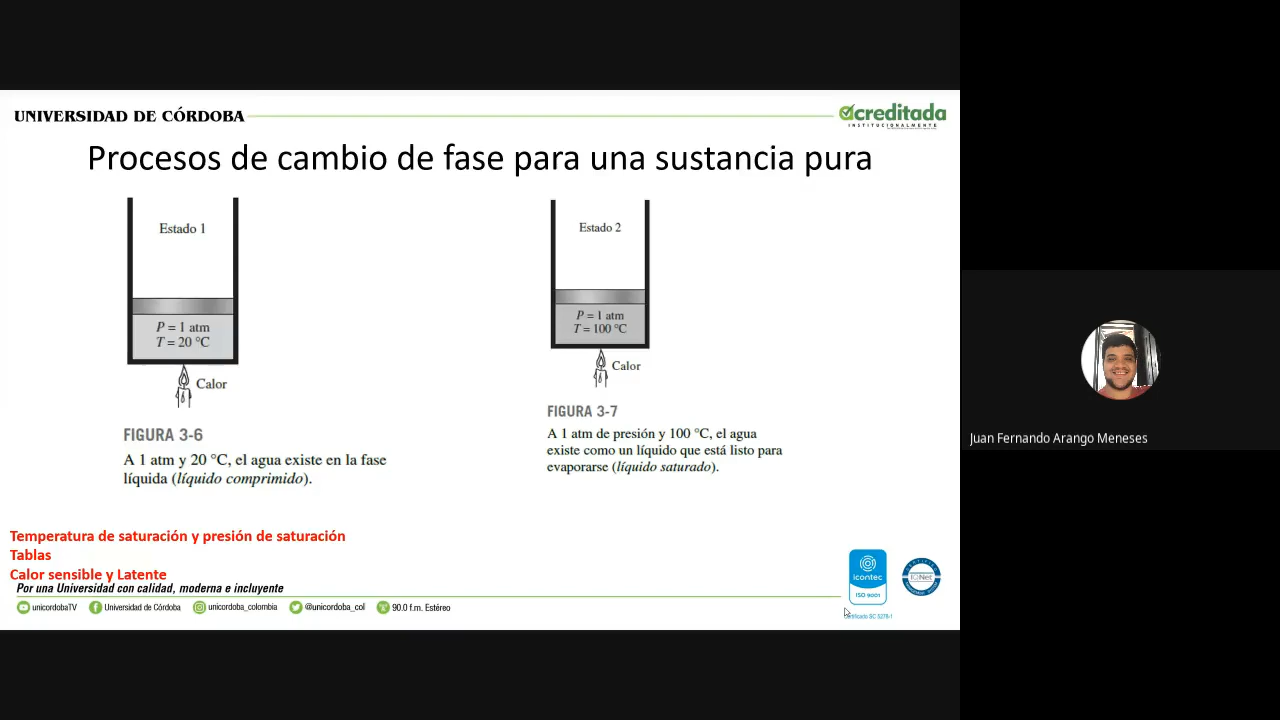 UNIVERSIDAD DE CÓRDOBA
acreditada
INSTITUCIONALMENTE
Procesos de cambio de fase para una sustancia pura
Estado 1
P = 1 atm
T = 20 °C
Calor
FIGURA 3-6
A 1 atm y 20 °C, el agua existe en la fase
líquida (líquido comprimido).
Estado 2
P = 1 atm
T = 100 °C
Calor
FIGURA 3-7
A 1 atm de presión y 100 °C, el agua
existe como un líquido que está listo para
evaporarse (líquido saturado).
Juan Fernando Arango Meneses
Temperatura de saturación y presión de saturación
Tablas
Calor sensible y Latente
Por una Universidad con calidad, moderna e incluyente
unicordobaTV
Universidad de Córdoba
unicordoba_colombia
@unicordoba_col
90.0 f.m. Estéreo
icontec
ISO 9001
IQNet
Certificado SC 5278-1